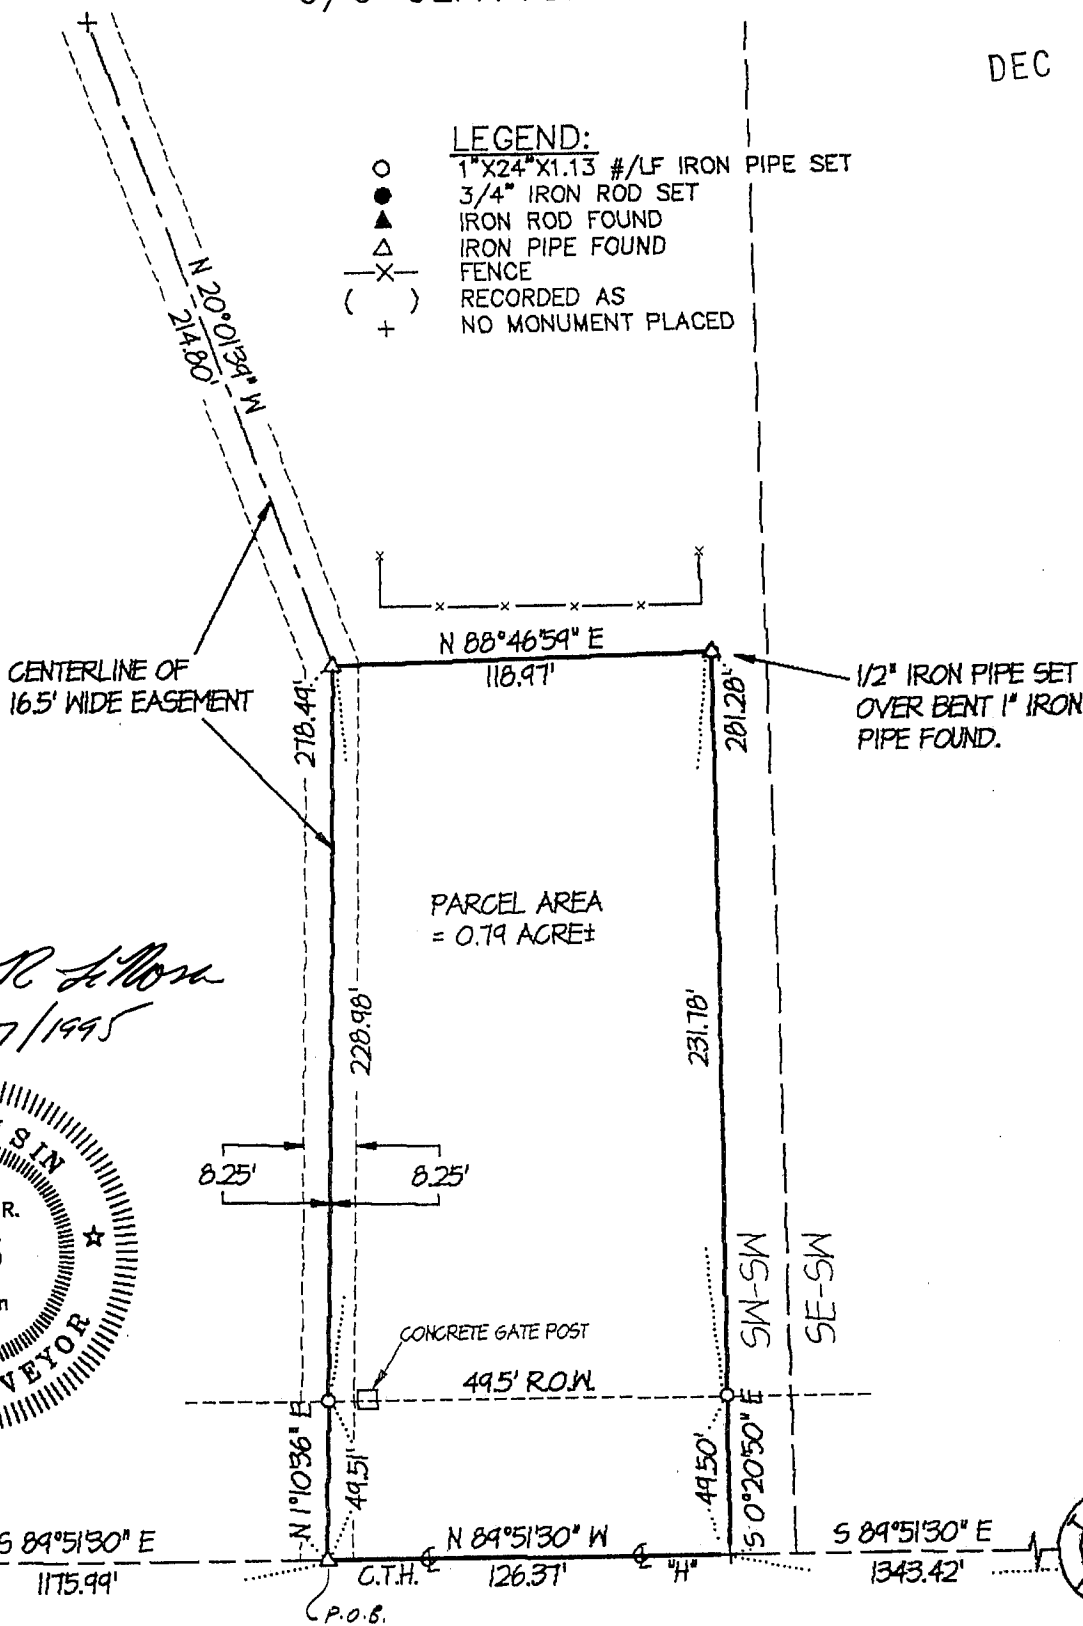 DEC
LEGEND:
1"X24"X1.13 #/LF IRON PIPE SET
3/4" IRON ROD SET
IRON ROD FOUND
IRON PIPE FOUND
—X— FENCE
( ) RECORDED AS
+ NO MONUMENT PLACED
N 20°01'39" W
214.80'
CENTERLINE OF
16.5' WIDE EASEMENT
N 88°46'59" E
118.97'
1/2" IRON PIPE SET
OVER BENT 1" IRON
PIPE FOUND.
278.49'
281.28'
PARCEL AREA
= 0.79 ACRE±
228.98'
231.78'
R
7/1995
SIN
R.
VEYOR
8.25'
8.25'
SW-SW
SE-SW
CONCRETE GATE POST
49.5' R.O.W.
N 1°10'36" E
49.51'
49.50'
S 0°20'50" E
S 89°51'30" E
1175.99'
N 89°51'30" W
C.T.H. 126.37' "H"
S 89°51'30" E
1343.42'
P.O.B.